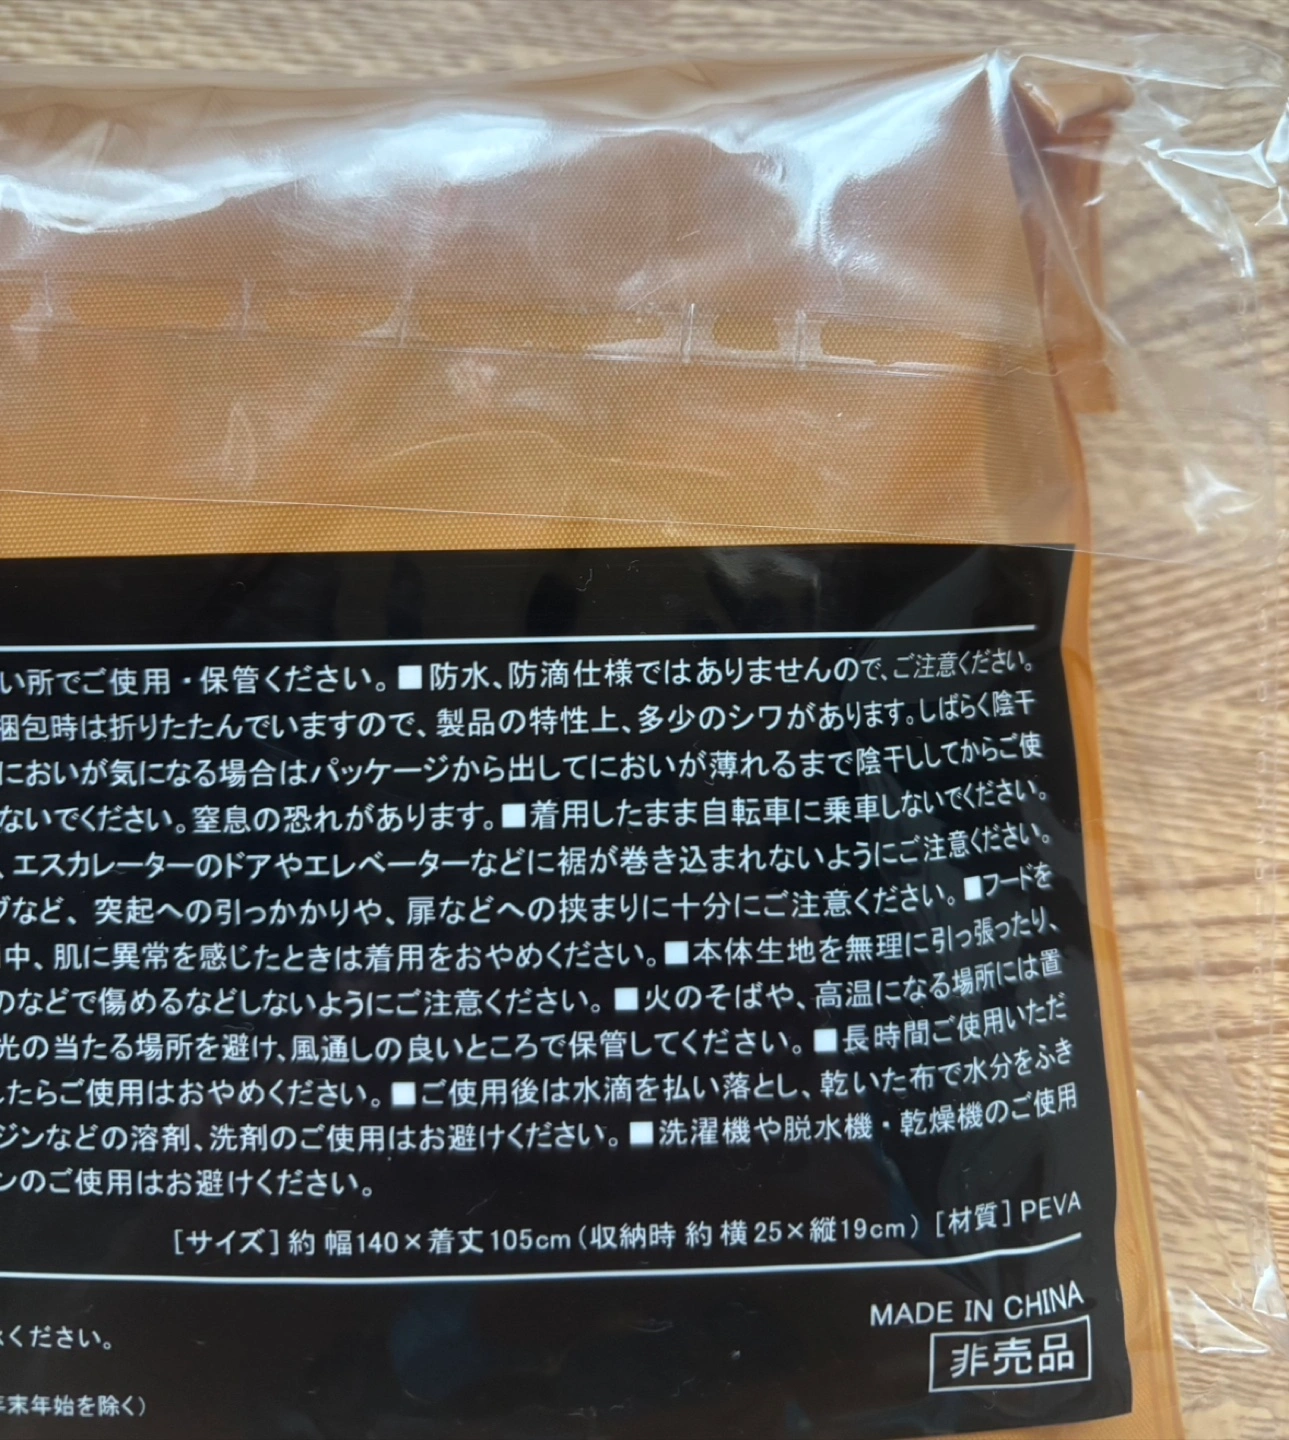 い所でご使用・保管ください。■防水、防滴仕様ではありませんので、ご注意ください。
梱包時は折りたたんでいますので、製品の特性上、多少のシワがあります。しばらく陰干
においが気になる場合はパッケージから出してにおいが薄れるまで陰干ししてからご使
ないでください。窒息の恐れがあります。■着用したまま自転車に乗車しないでください。
、エスカレーターのドアやエレベーターなどに裾が巻き込まれないようにご注意ください。
ブなど、突起への引っかかりや、扉などへの挟まりに十分にご注意ください。■フードを
中、肌に異常を感じたときは着用をおやめください。■本体生地を無理に引っ張ったり、
のなどで傷めるなどしないようにご注意ください。■火のそばや、高温になる場所には置
光の当たる場所を避け、風通しの良いところで保管してください。■長時間ご使用いただ
したらご使用はおやめください。■ご使用後は水滴を払い落とし、乾いた布で水分をふき
ジンなどの溶剤、洗剤のご使用はお避けください。■洗濯機や脱水機・乾燥機のご使用
ンのご使用はお避けください。
[サイズ]約 幅140×着丈105cm(収納時 約 横25×縦19cm) [材質]PEVA
MADE IN CHINA
ください。
非売品
年末年始を除く)